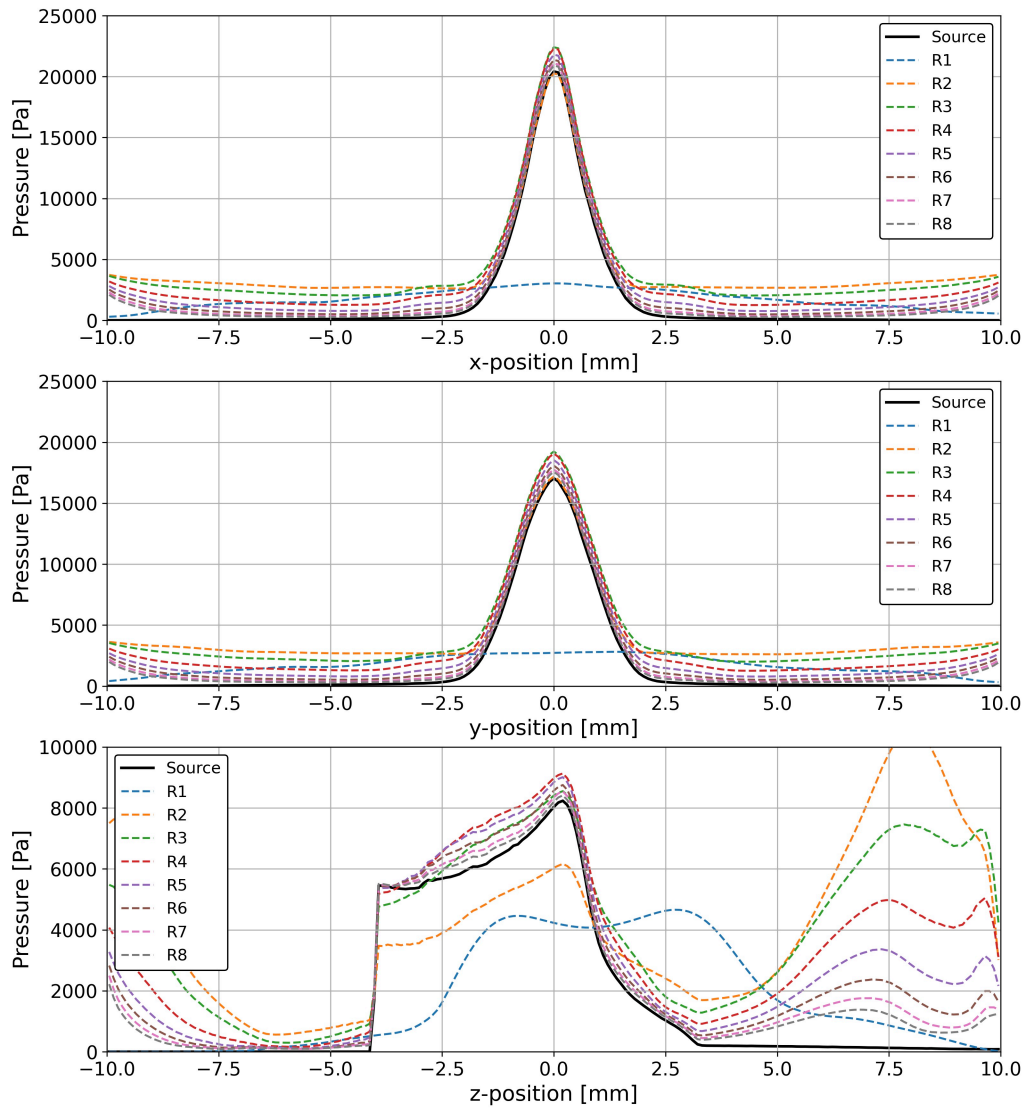 25000
20000
15000
10000
5000
0
Pressure [Pa]
Source
R1
R2
R3
R4
R5
R6
R7
R8
−10.0 −7.5 −5.0 −2.5 0.0 2.5 5.0 7.5 10.0
x-position [mm]
25000
20000
15000
10000
5000
0
Pressure [Pa]
Source
R1
R2
R3
R4
R5
R6
R7
R8
−10.0 −7.5 −5.0 −2.5 0.0 2.5 5.0 7.5 10.0
y-position [mm]
10000
8000
6000
4000
2000
0
Pressure [Pa]
Source
R1
R2
R3
R4
R5
R6
R7
R8
−10.0 −7.5 −5.0 −2.5 0.0 2.5 5.0 7.5 10.0
z-position [mm]